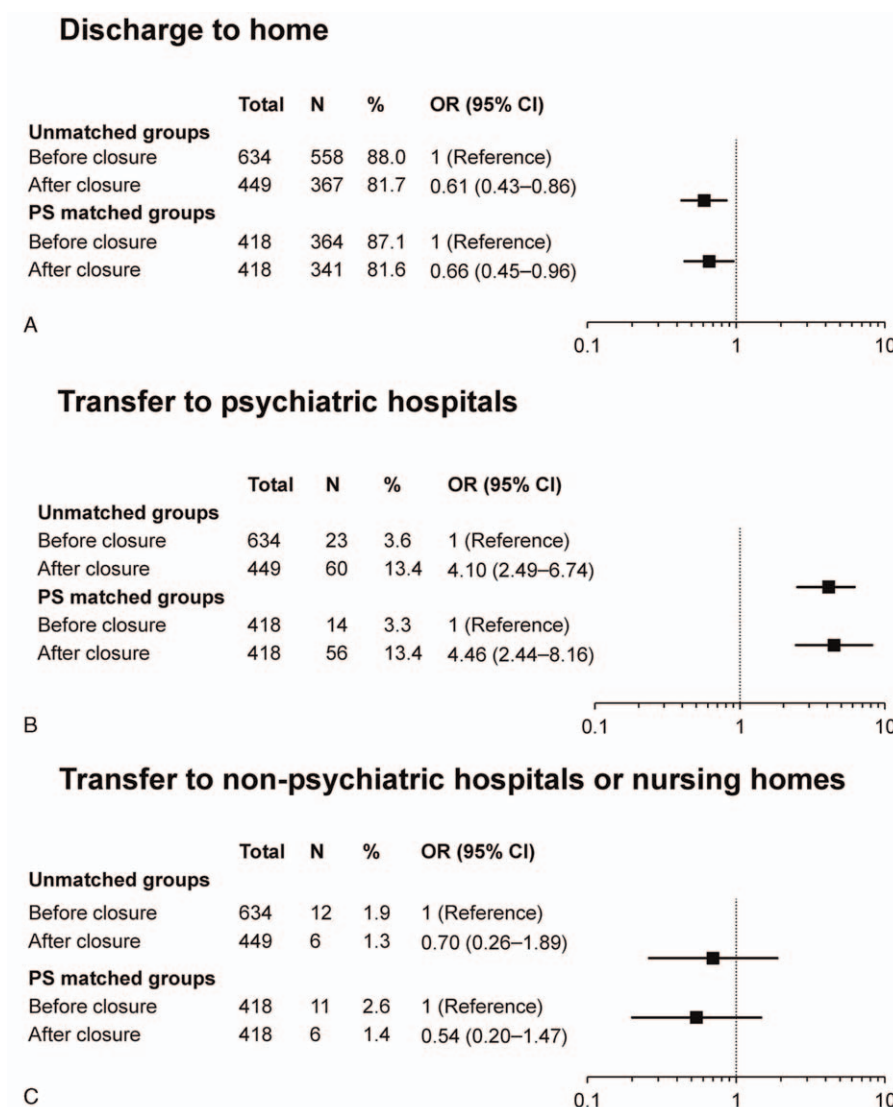 Discharge to home
Total N % OR (95% CI)
Unmatched groups
Before closure 634 558 88.0 1 (Reference)
After closure 449 367 81.7 0.61 (0.43–0.86)
PS matched groups
Before closure 418 364 87.1 1 (Reference)
After closure 418 341 81.6 0.66 (0.45–0.96)
A
0.1 1 10
Transfer to psychiatric hospitals
Total N % OR (95% CI)
Unmatched groups
Before closure 634 23 3.6 1 (Reference)
After closure 449 60 13.4 4.10 (2.49–6.74)
PS matched groups
Before closure 418 14 3.3 1 (Reference)
After closure 418 56 13.4 4.46 (2.44–8.16)
B
0.1 1 10
Transfer to non-psychiatric hospitals or nursing homes
Total N % OR (95% CI)
Unmatched groups
Before closure 634 12 1.9 1 (Reference)
After closure 449 6 1.3 0.70 (0.26–1.89)
PS matched groups
Before closure 418 11 2.6 1 (Reference)
After closure 418 6 1.4 0.54 (0.20–1.47)
C
0.1 1 10